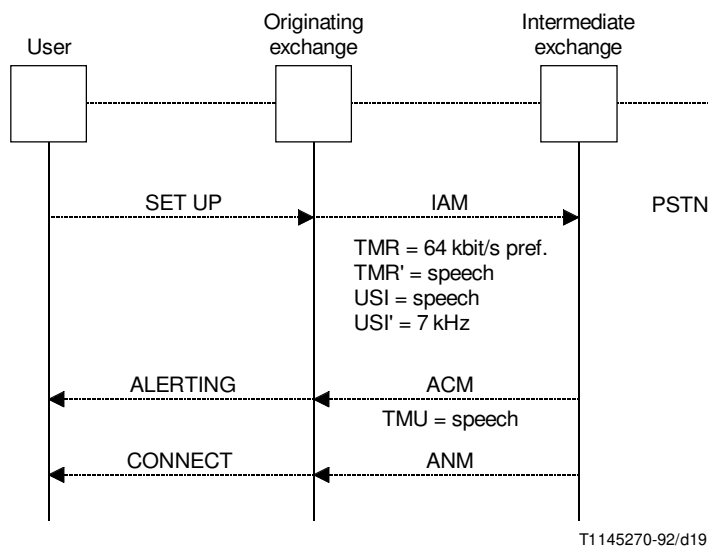 User
Originating
exchange
Intermediate
exchange
SET UP
IAM
PSTN
TMR = 64 kbit/s pref.
TMR' = speech
USI = speech
USI' = 7 kHz
ALERTING
ACM
TMU = speech
CONNECT
ANM
T1145270-92/d19